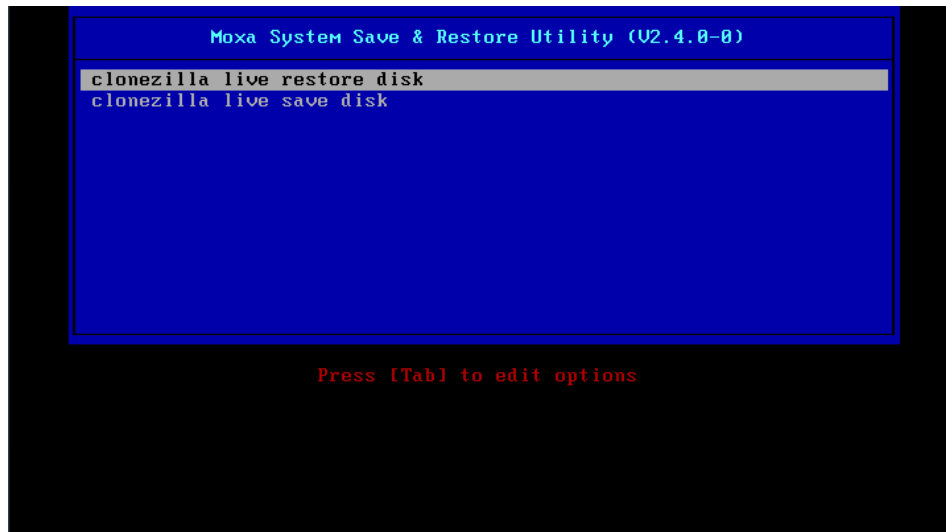 Moxa System Save & Restore Utility (V2.4.0-0)
clonezilla live restore disk
clonezilla live save disk
Press [Tab] to edit options